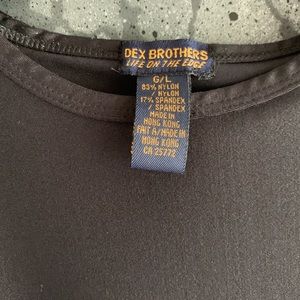 DEX BROTHERS
LIFE ON THE EDGE
G/L
83% NYLON
/ NYLON
17% SPANDEX
/ SPANDEX
MADE IN
HONG KONG
FAIT A/MADE IN
HONG KONG
CA 25772